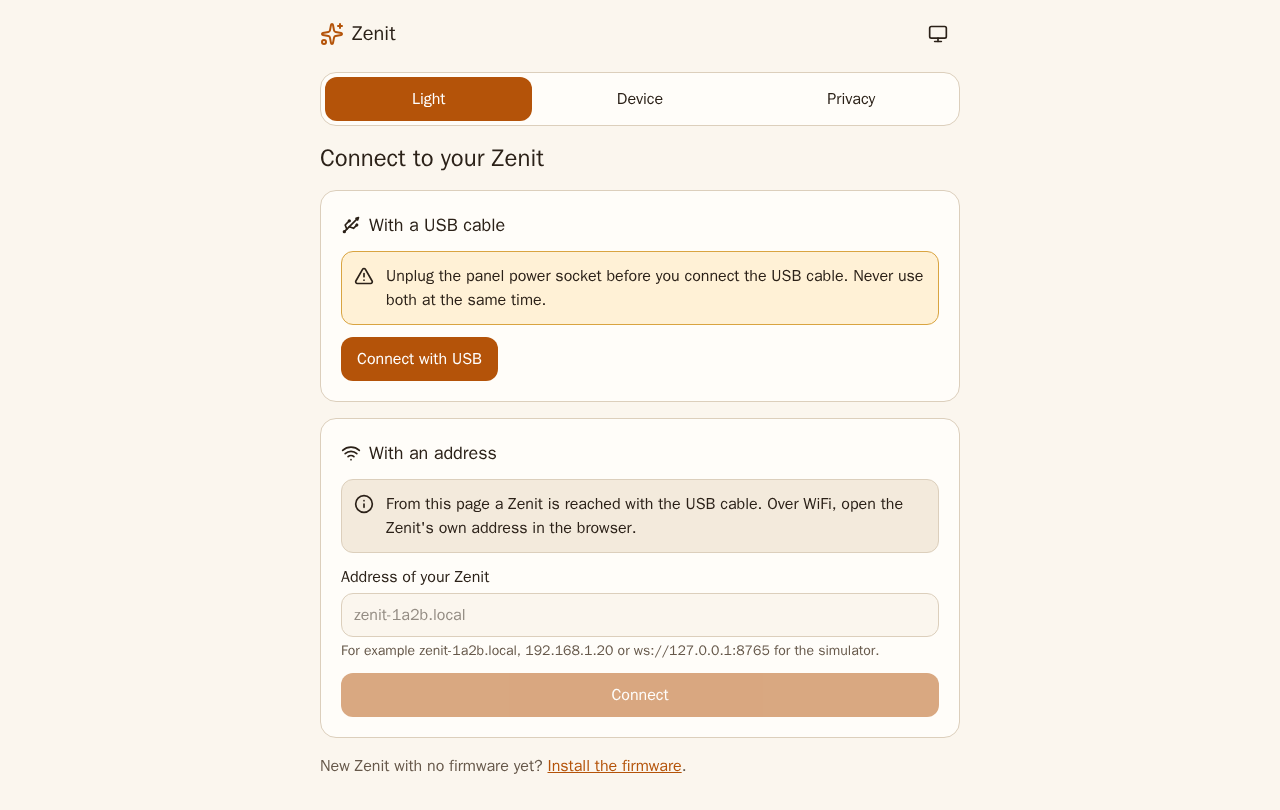 Zenit
Light
Device
Privacy
Connect to your Zenit
With a USB cable
Unplug the panel power socket before you connect the USB cable. Never use
both at the same time.
Connect with USB
With an address
From this page a Zenit is reached with the USB cable. Over WiFi, open the
Zenit's own address in the browser.
Address of your Zenit
zenit-1a2b.local
For example zenit-1a2b.local, 192.168.1.20 or ws://127.0.0.1:8765 for the simulator.
Connect
New Zenit with no firmware yet? Install the firmware.